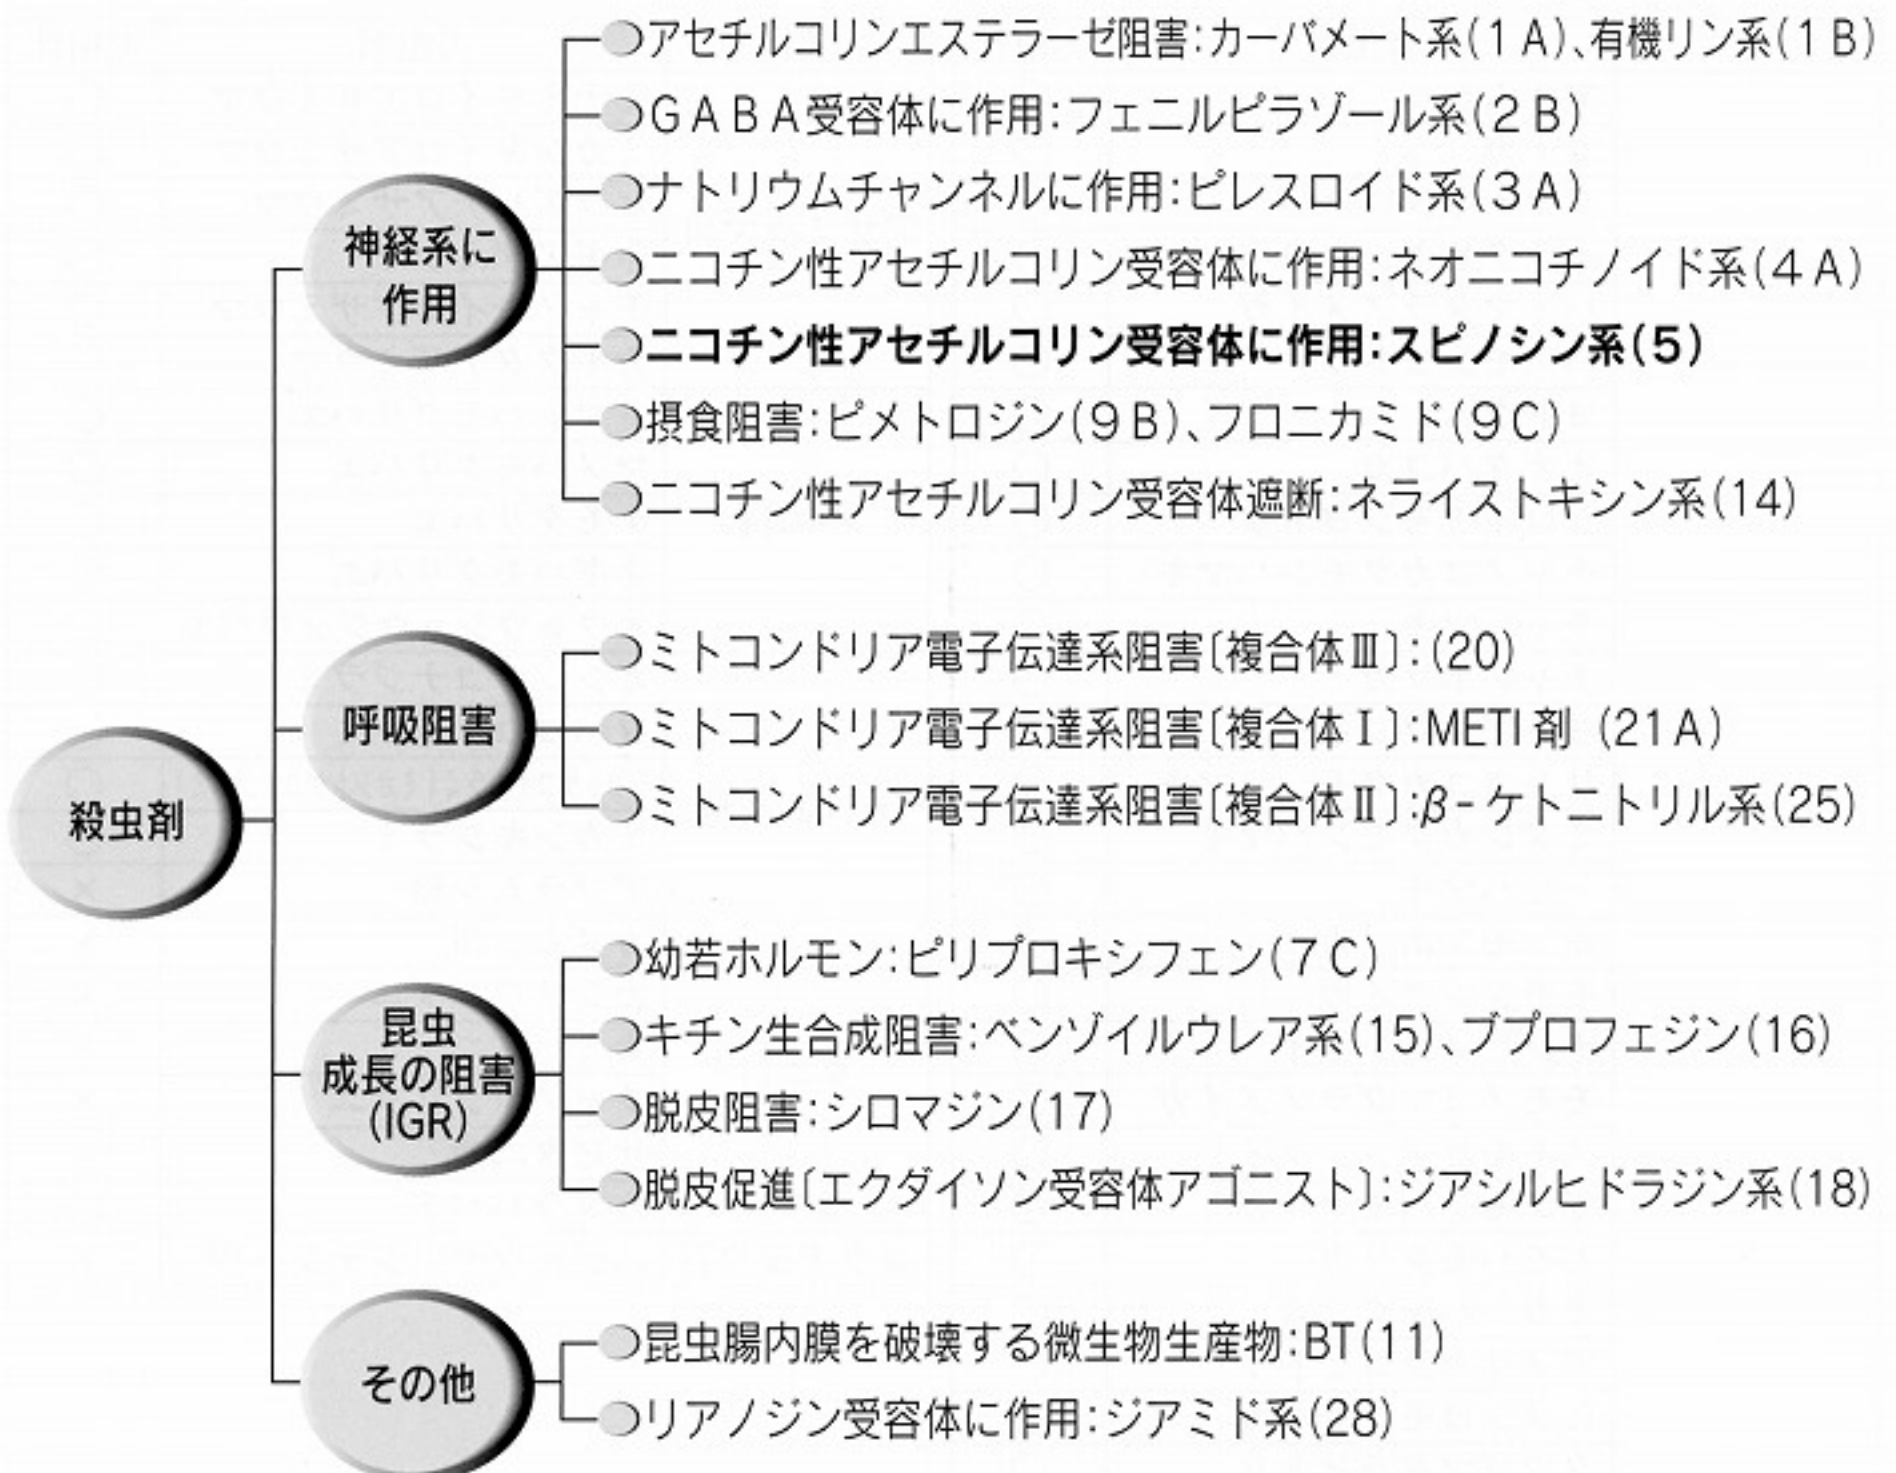 殺虫剤
神経系に
作用
アセチルコリンエステラーゼ阻害:カーバメート系(1A)、有機リン系(1B)
GABA受容体に作用:フェニルピラゾール系(2B)
ナトリウムチャンネルに作用:ピレスロイド系(3A)
ニコチン性アセチルコリン受容体に作用:ネオニコチノイド系(4A)
ニコチン性アセチルコリン受容体に作用:スピノシン系(5)
摂食阻害:ピメトロジン(9B)、フロニカミド(9C)
ニコチン性アセチルコリン受容体遮断:ネライストキシン系(14)
呼吸阻害
ミトコンドリア電子伝達系阻害〔複合体Ⅲ〕:(20)
ミトコンドリア電子伝達系阻害〔複合体Ⅰ〕:METI剤 (21A)
ミトコンドリア電子伝達系阻害〔複合体Ⅱ〕:β-ケトニトリル系(25)
昆虫
成長の阻害
(IGR)
幼若ホルモン:ピリプロキシフェン(7C)
キチン生合成阻害:ベンゾイルウレア系(15)、ブプロフェジン(16)
脱皮阻害:シロマジン(17)
脱皮促進〔エクダイソン受容体アゴニスト〕:ジアシルヒドラジン系(18)
その他
昆虫腸内膜を破壊する微生物生産物:BT(11)
リアノジン受容体に作用:ジアミド系(28)